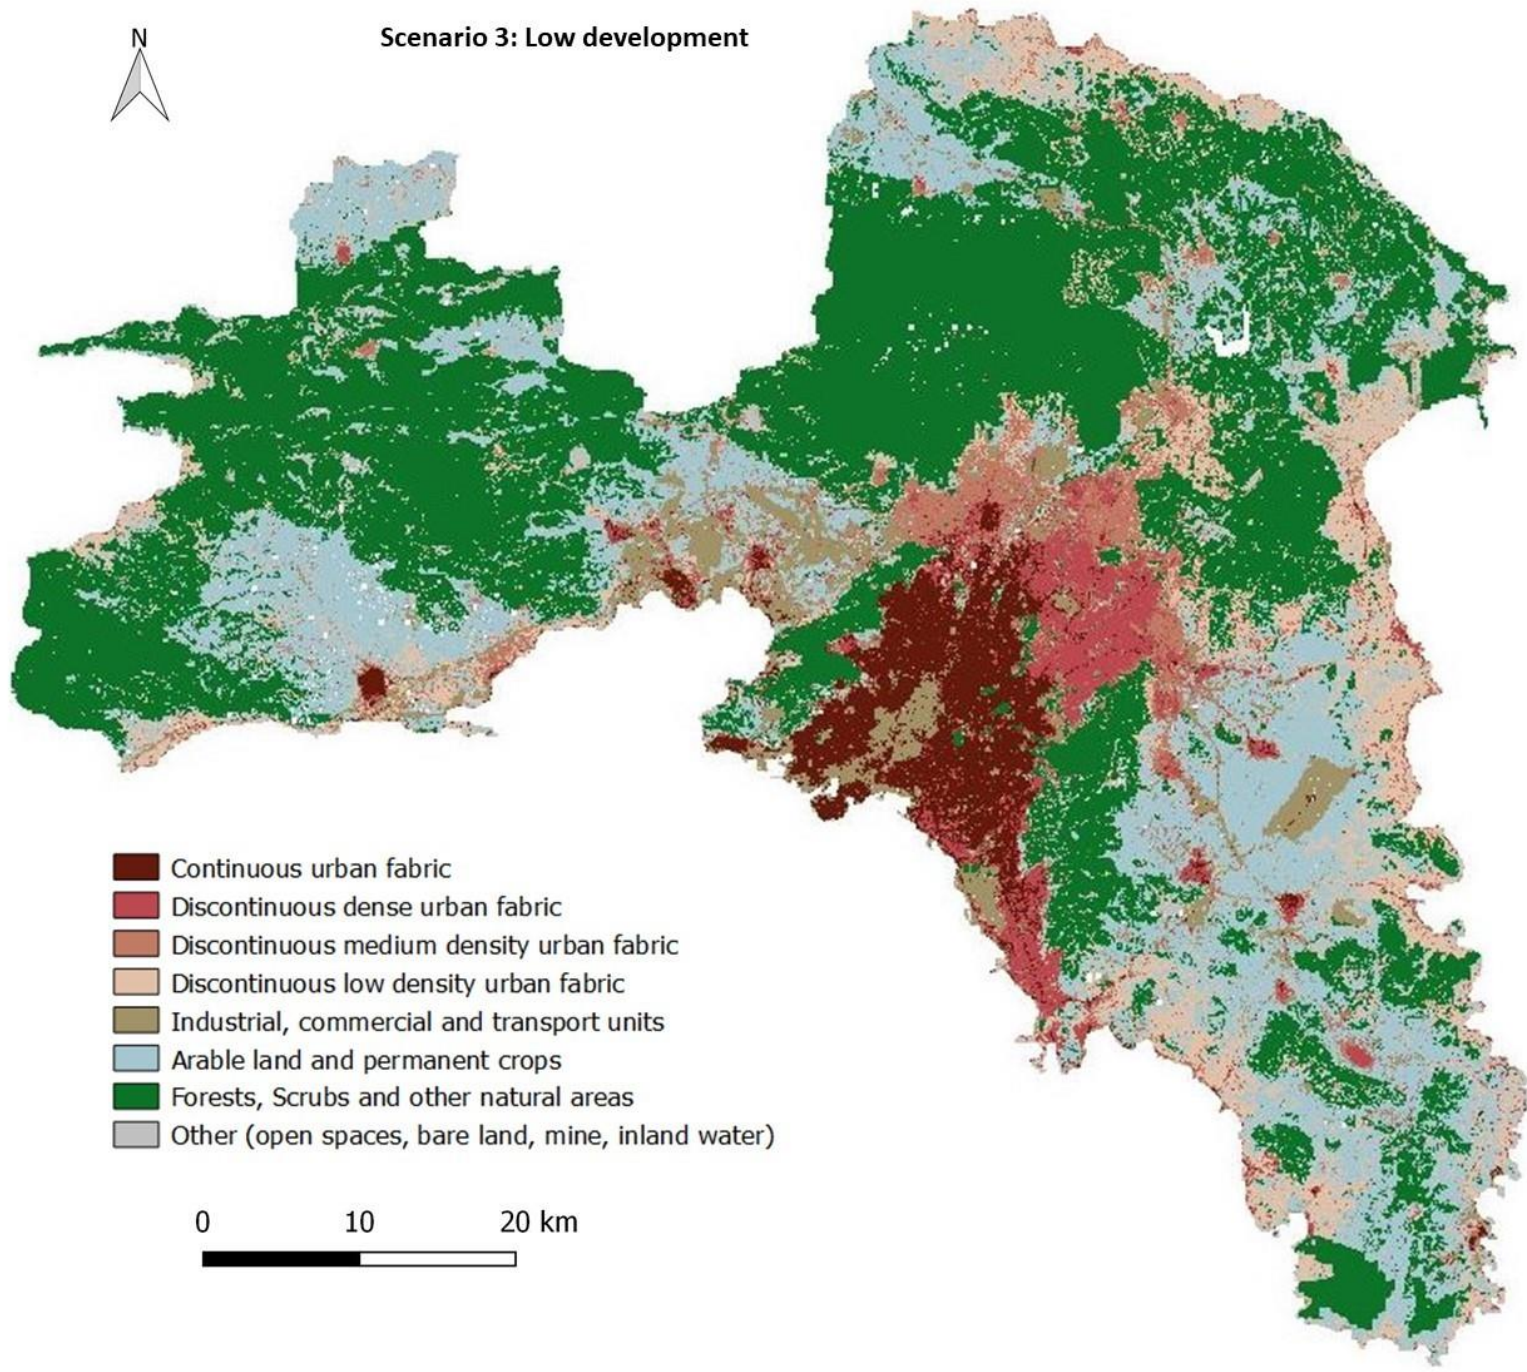 N
Scenario 3: Low development
Continuous urban fabric
Discontinuous dense urban fabric
Discontinuous medium density urban fabric
Discontinuous low density urban fabric
Industrial, commercial and transport units
Arable land and permanent crops
Forests, Scrubs and other natural areas
Other (open spaces, bare land, mine, inland water)
0 10 20 km